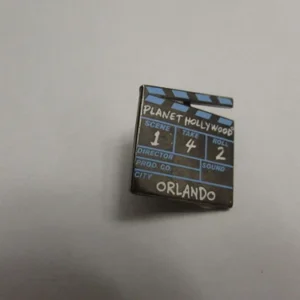 PLANET HOLLYWOOD
SCENE TAKE ROLL
1 4 2
DIRECTOR
PROD. CO. SOUND
CITY
ORLANDO